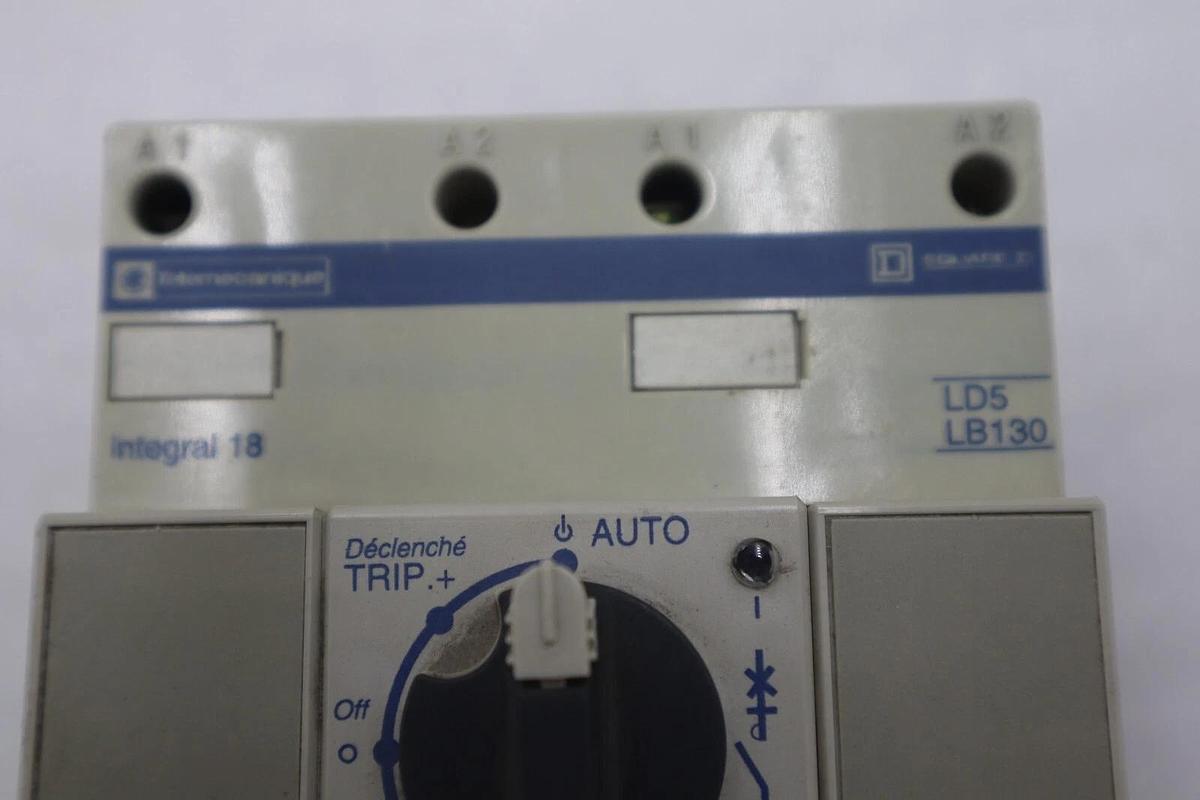 A1 A2 A1 A2
Telemecanique SQUARE D
integral 18
LD5
LB130
Déclenché
TRIP.+
AUTO
Off